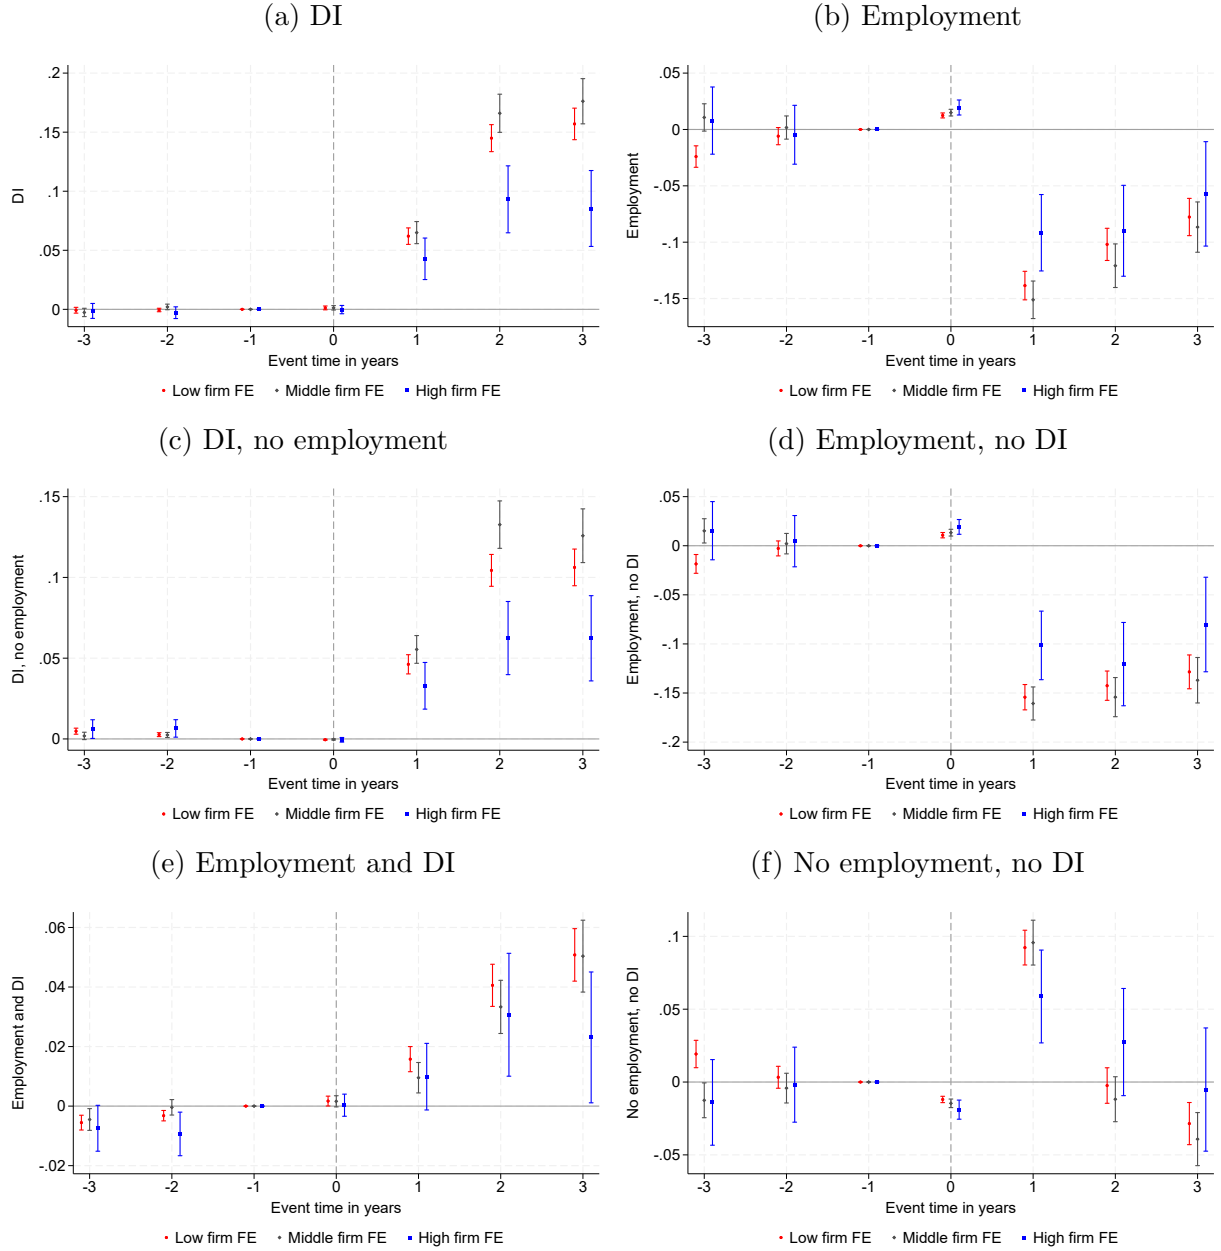 (a) DI
DI
.2
.15
.1
.05
0
-3 -2 -1 0 1 2 3
Event time in years
Low firm FE Middle firm FE High firm FE
(b) Employment
Employment
.05
0
-.05
-.1
-.15
-3 -2 -1 0 1 2 3
Event time in years
Low firm FE Middle firm FE High firm FE
(c) DI, no employment
DI, no employment
.15
.1
.05
0
-3 -2 -1 0 1 2 3
Event time in years
Low firm FE Middle firm FE High firm FE
(d) Employment, no DI
Employment, no DI
.05
0
-.05
-.1
-.15
-.2
-3 -2 -1 0 1 2 3
Event time in years
Low firm FE Middle firm FE High firm FE
(e) Employment and DI
Employment and DI
.06
.04
.02
0
-.02
-3 -2 -1 0 1 2 3
Event time in years
Low firm FE Middle firm FE High firm FE
(f) No employment, no DI
No employment, no DI
.1
.05
0
-.05
-3 -2 -1 0 1 2 3
Event time in years
Low firm FE Middle firm FE High firm FE